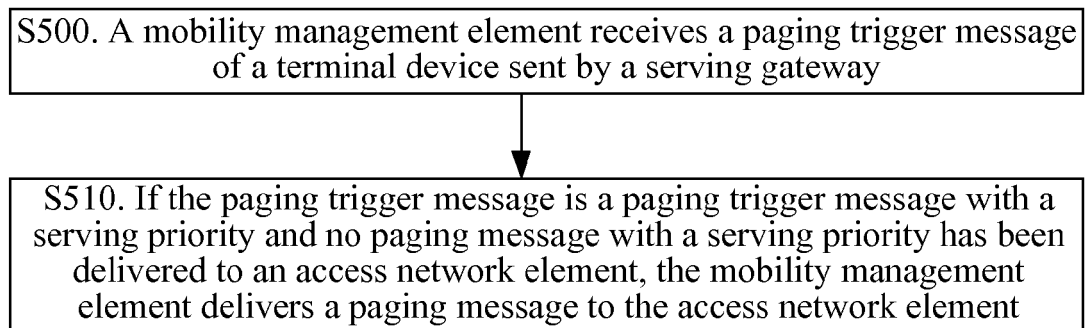 S500. A mobility management element receives a paging trigger message
of a terminal device sent by a serving gateway
S510. If the paging trigger message is a paging trigger message with a
serving priority and no paging message with a serving priority has been
delivered to an access network element, the mobility management
element delivers a paging message to the access network element